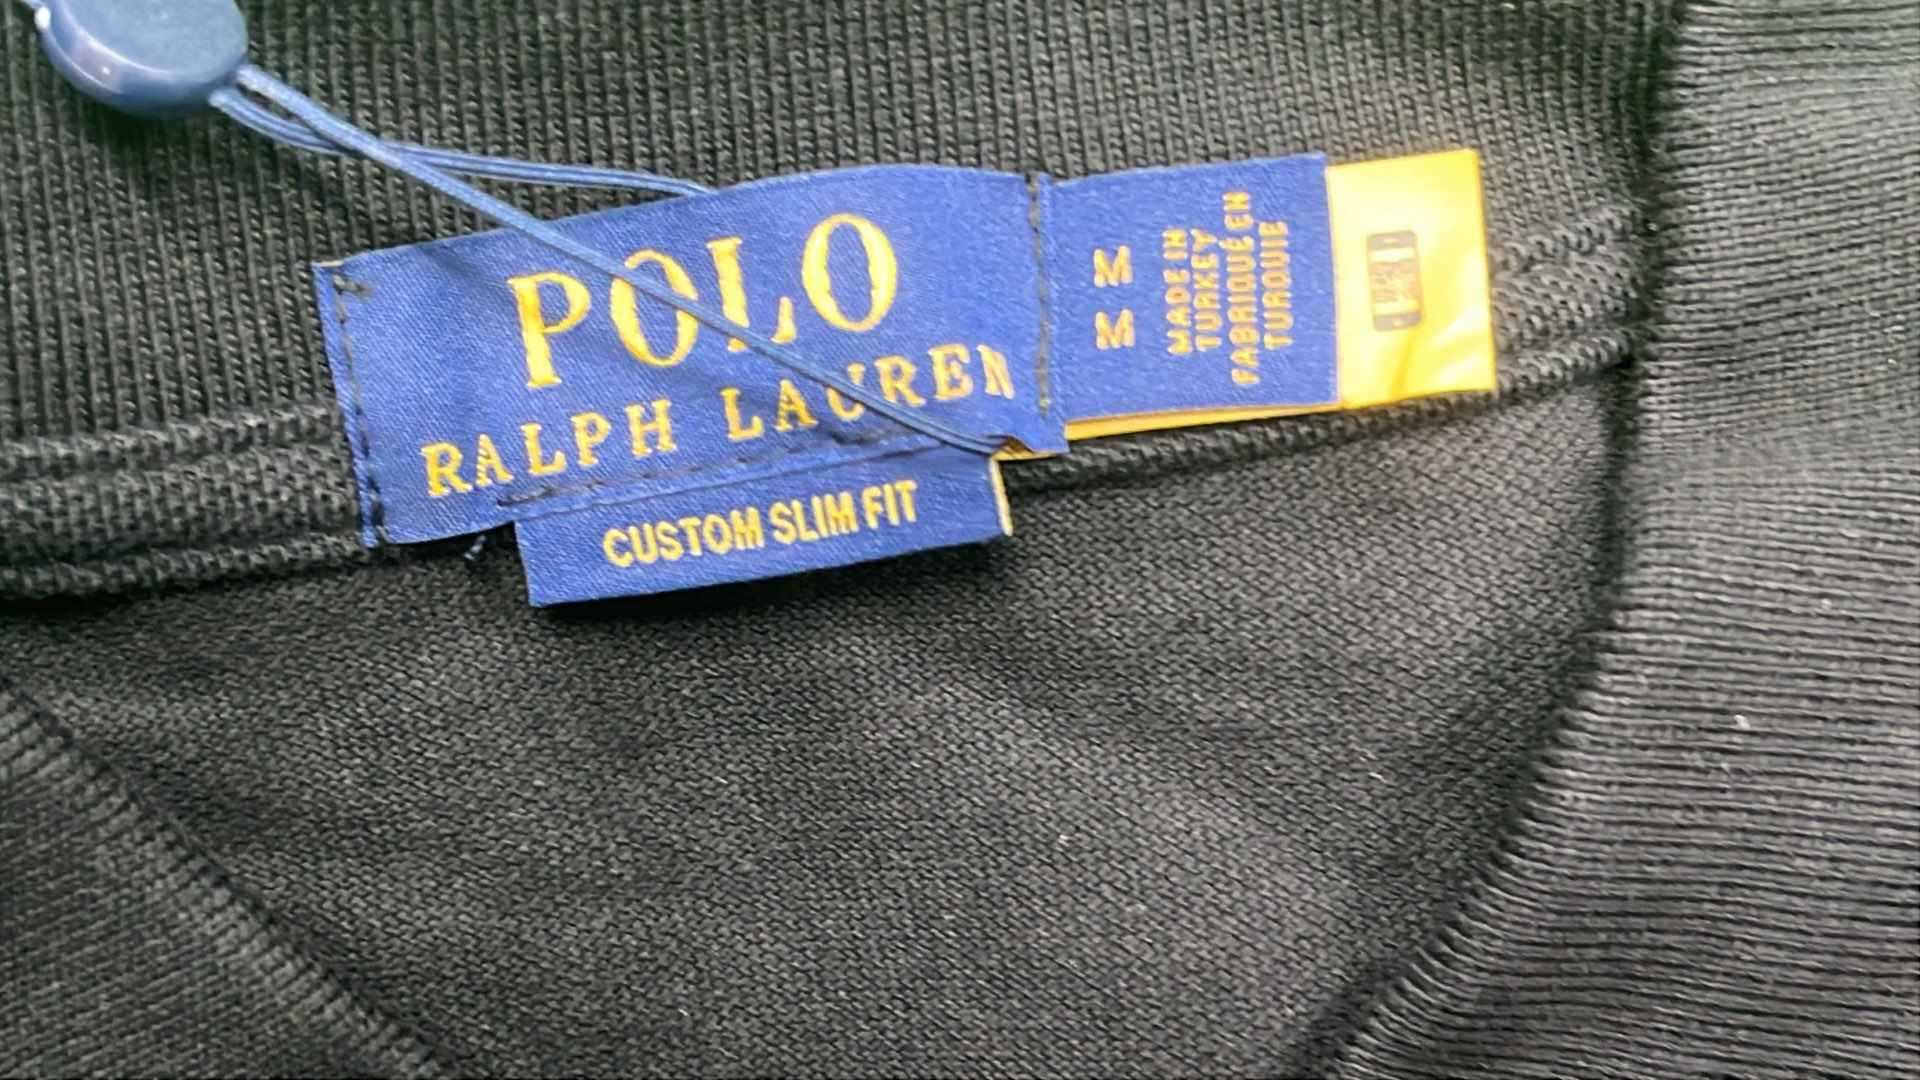 POLO
RALPH LAUREN
CUSTOM SLIM FIT
M
M
MADE IN
TURKEY
FABRIQUÉ EN
TURQUIE